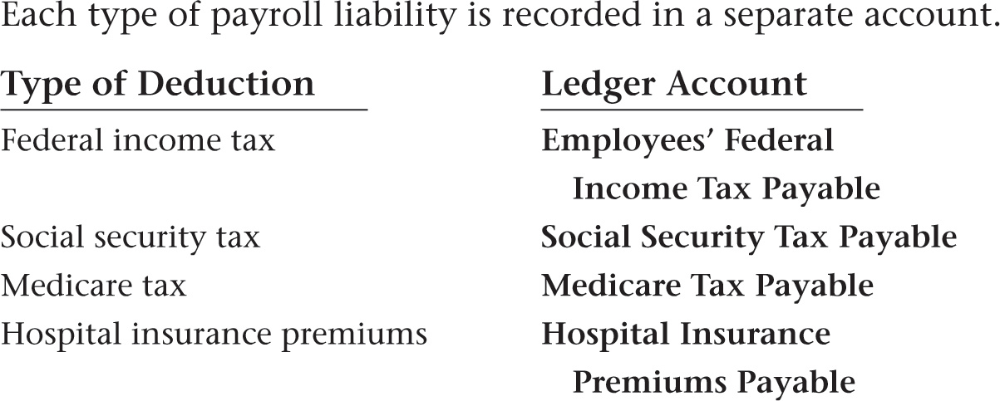 Each type of payroll liability is recorded in a separate account.
Type of Deduction Ledger Account
Federal income tax Employees’ Federal
Income Tax Payable
Social security tax Social Security Tax Payable
Medicare tax Medicare Tax Payable
Hospital insurance premiums Hospital Insurance
Premiums Payable